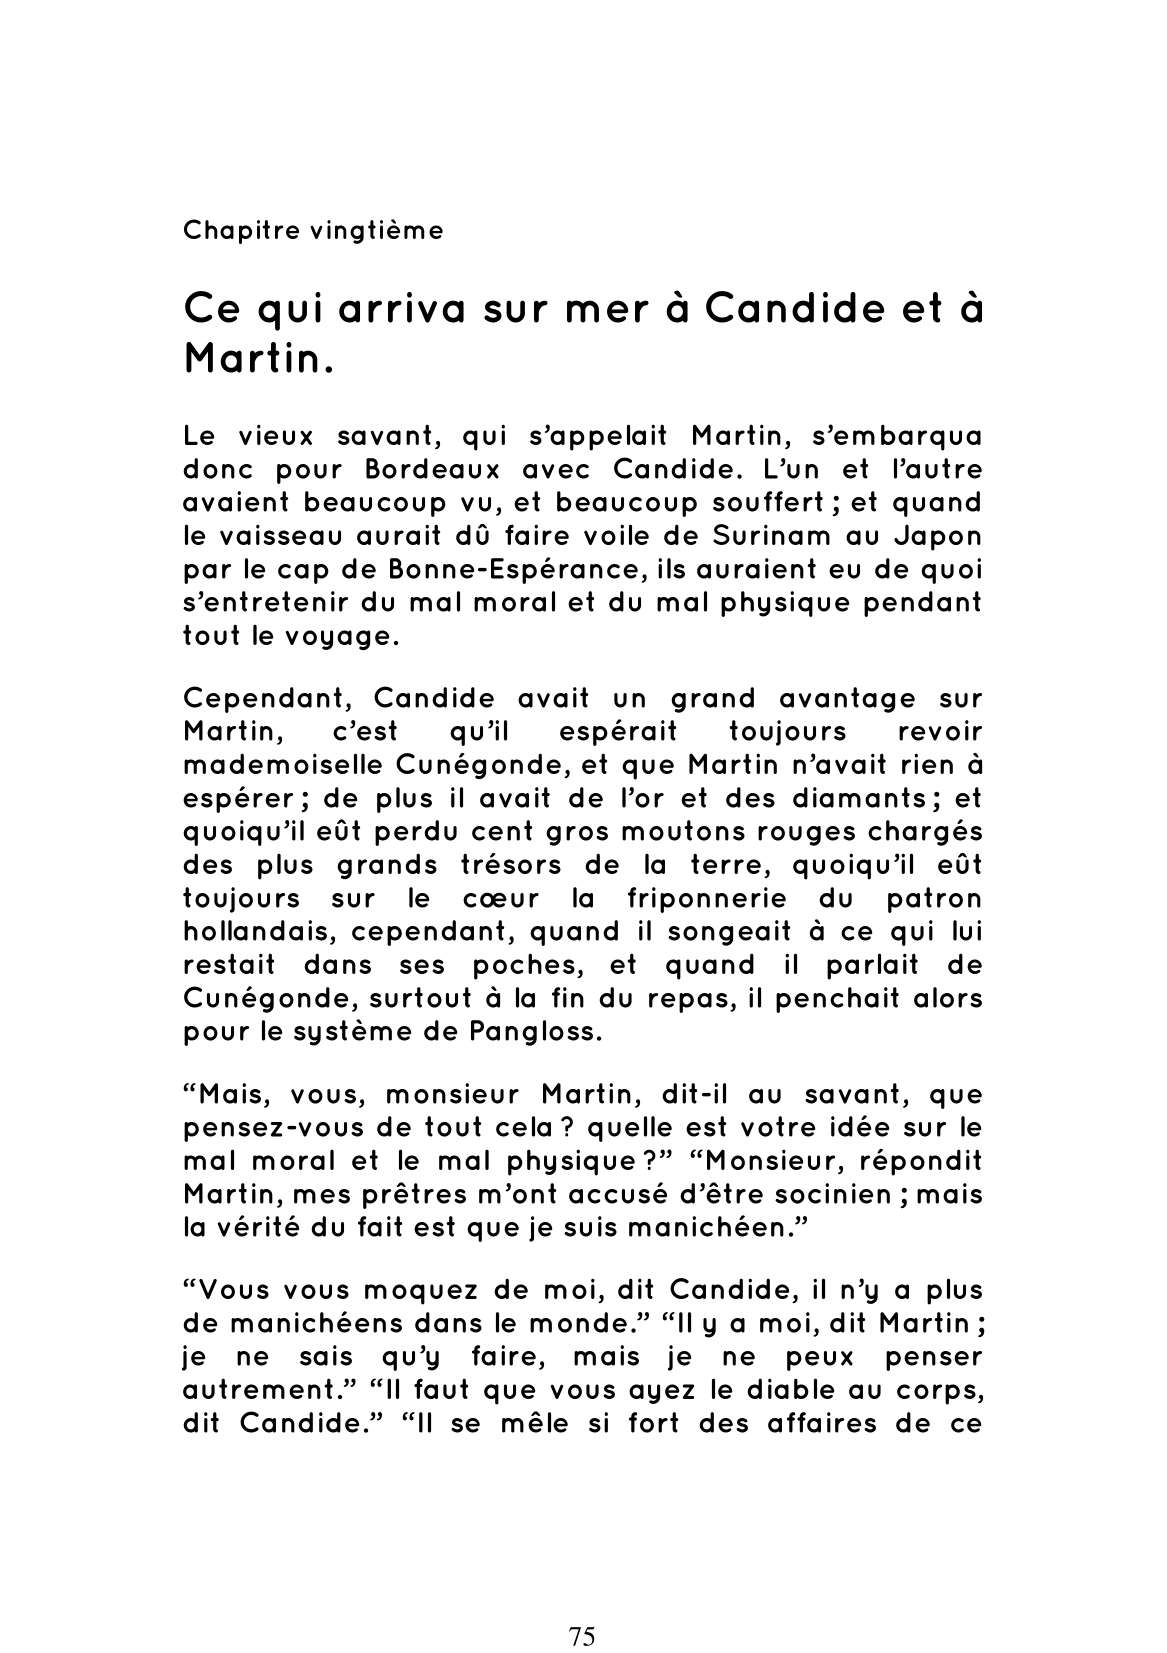 Chapitre vingtième
Ce qui arriva sur mer à Candide et à
Martin.
Le vieux savant, qui s’appelait Martin, s’embarqua
donc pour Bordeaux avec Candide. L’un et l’autre
avaient beaucoup vu, et beaucoup souffert ; et quand
le vaisseau aurait dû faire voile de Surinam au Japon
par le cap de Bonne-Espérance, ils auraient eu de quoi
s’entretenir du mal moral et du mal physique pendant
tout le voyage.
Cependant, Candide avait un grand avantage sur
Martin, c’est qu’il espérait toujours revoir
mademoiselle Cunégonde, et que Martin n’avait rien à
espérer ; de plus il avait de l’or et des diamants ; et
quoiqu’il eût perdu cent gros moutons rouges chargés
des plus grands trésors de la terre, quoiqu’il eût
toujours sur le cœur la friponnerie du patron
hollandais, cependant, quand il songeait à ce qui lui
restait dans ses poches, et quand il parlait de
Cunégonde, surtout à la fin du repas, il penchait alors
pour le système de Pangloss.
“Mais, vous, monsieur Martin, dit-il au savant, que
pensez-vous de tout cela ? quelle est votre idée sur le
mal moral et le mal physique ?” “Monsieur, répondit
Martin, mes prêtres m’ont accusé d’être socinien ; mais
la vérité du fait est que je suis manichéen.”
“Vous vous moquez de moi, dit Candide, il n’y a plus
de manichéens dans le monde.” “Il y a moi, dit Martin ;
je ne sais qu’y faire, mais je ne peux penser
autrement.” “Il faut que vous ayez le diable au corps,
dit Candide.” “Il se mêle si fort des affaires de ce
75